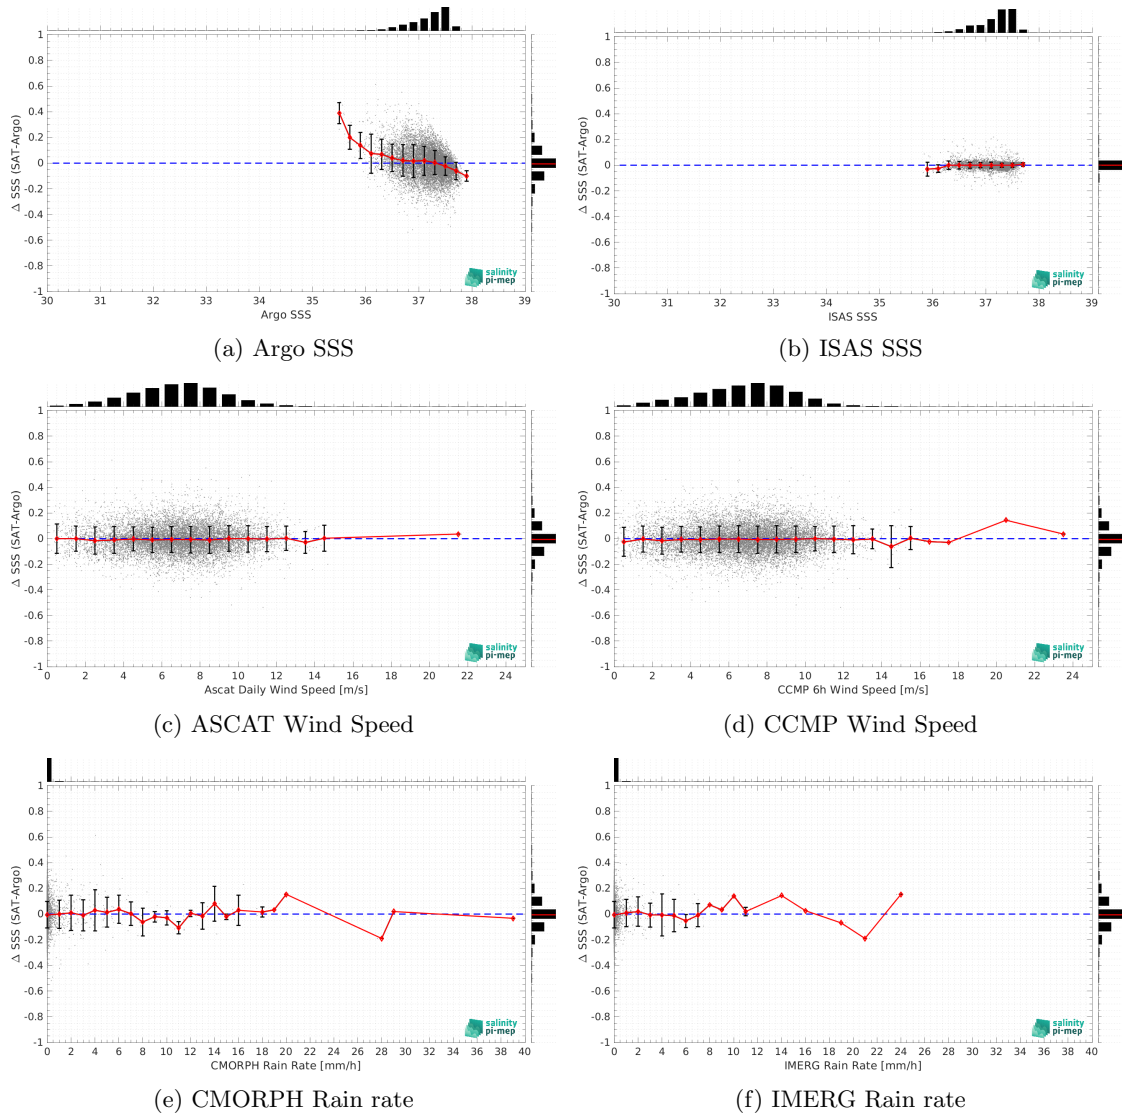 1
0.8
0.6
0.4
0.2
0
-0.2
-0.4
-0.6
-0.8
-1
Δ SSS (SAT-Argo)
30 31 32 33 34 35 36 37 38 39
Argo SSS
salinity
pi-mep
(a) Argo SSS
1
0.8
0.6
0.4
0.2
0
-0.2
-0.4
-0.6
-0.8
-1
Δ SSS (SAT-Argo)
30 31 32 33 34 35 36 37 38 39
ISAS SSS
salinity
pi-mep
(b) ISAS SSS
1
0.8
0.6
0.4
0.2
0
-0.2
-0.4
-0.6
-0.8
-1
Δ SSS (SAT-Argo)
0 2 4 6 8 10 12 14 16 18 20 22 24
Ascat Daily Wind Speed [m/s]
salinity
pi-mep
(c) ASCAT Wind Speed
1
0.8
0.6
0.4
0.2
0
-0.2
-0.4
-0.6
-0.8
-1
Δ SSS (SAT-Argo)
0 2 4 6 8 10 12 14 16 18 20 22 24
CCMP 6h Wind Speed [m/s]
salinity
pi-mep
(d) CCMP Wind Speed
1
0.8
0.6
0.4
0.2
0
-0.2
-0.4
-0.6
-0.8
-1
Δ SSS (SAT-Argo)
0 2 4 6 8 10 12 14 16 18 20 22 24 26 28 30 32 34 36 38 40
CMORPH Rain Rate [mm/h]
salinity
pi-mep
(e) CMORPH Rain rate
1
0.8
0.6
0.4
0.2
0
-0.2
-0.4
-0.6
-0.8
-1
Δ SSS (SAT-Argo)
0 2 4 6 8 10 12 14 16 18 20 22 24 26 28 30 32 34 36 38 40
IMERG Rain Rate [mm/h]
salinity
pi-mep
(f) IMERG Rain rate